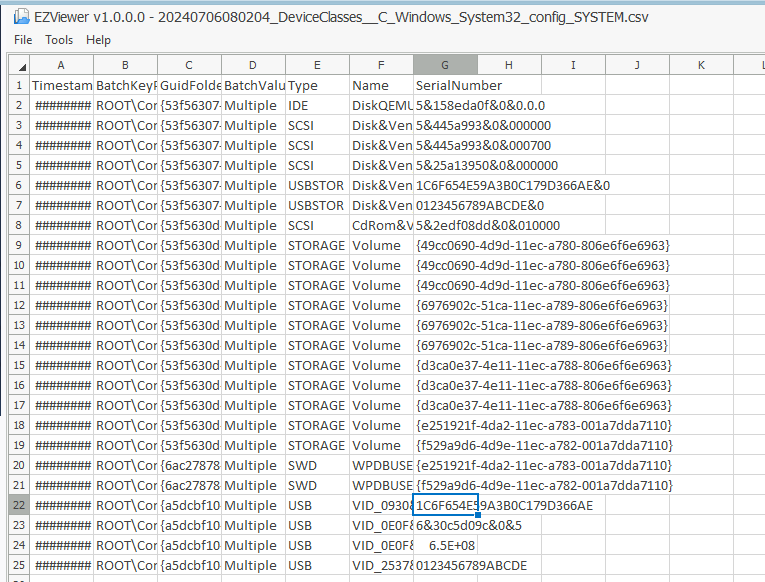 EZViewer v1.0.0.0 - 20240706080204_DeviceClasses__C_Windows_System32_config_SYSTEM.csv
File Tools Help
A B C D E F G H I J K L
1 Timestam BatchKeyP GuidFolde BatchValu Type Name SerialNumber
2 ######## ROOT\Cor {53f56307- Multiple IDE DiskQEMU 5&158eda0f&0&0.0.0
3 ######## ROOT\Cor {53f56307- Multiple SCSI Disk&Ven 5&445a993&0&000000
4 ######## ROOT\Cor {53f56307- Multiple SCSI Disk&Ven 5&445a993&0&000700
5 ######## ROOT\Cor {53f56307- Multiple SCSI Disk&Ven 5&25a13950&0&000000
6 ######## ROOT\Cor {53f56307- Multiple USBSTOR Disk&Ven 1C6F654E59A3B0C179D366AE&0
7 ######## ROOT\Cor {53f56307- Multiple USBSTOR Disk&Ven 0123456789ABCDE&0
8 ######## ROOT\Cor {53f5630d- Multiple SCSI CdRom&V 5&2edf08dd&0&010000
9 ######## ROOT\Cor {53f5630d- Multiple STORAGE Volume {49cc0690-4d9d-11ec-a780-806e6f6e6963}
10 ######## ROOT\Cor {53f5630d- Multiple STORAGE Volume {49cc0690-4d9d-11ec-a780-806e6f6e6963}
11 ######## ROOT\Cor {53f5630d- Multiple STORAGE Volume {49cc0690-4d9d-11ec-a780-806e6f6e6963}
12 ######## ROOT\Cor {53f5630d- Multiple STORAGE Volume {6976902c-51ca-11ec-a789-806e6f6e6963}
13 ######## ROOT\Cor {53f5630d- Multiple STORAGE Volume {6976902c-51ca-11ec-a789-806e6f6e6963}
14 ######## ROOT\Cor {53f5630d- Multiple STORAGE Volume {6976902c-51ca-11ec-a789-806e6f6e6963}
15 ######## ROOT\Cor {53f5630d- Multiple STORAGE Volume {d3ca0e37-4e11-11ec-a788-806e6f6e6963}
16 ######## ROOT\Cor {53f5630d- Multiple STORAGE Volume {d3ca0e37-4e11-11ec-a788-806e6f6e6963}
17 ######## ROOT\Cor {53f5630d- Multiple STORAGE Volume {d3ca0e37-4e11-11ec-a788-806e6f6e6963}
18 ######## ROOT\Cor {53f5630d- Multiple STORAGE Volume {e251921f-4da2-11ec-a783-001a7dda7110}
19 ######## ROOT\Cor {53f5630d- Multiple STORAGE Volume {f529a9d6-4d9e-11ec-a782-001a7dda7110}
20 ######## ROOT\Cor {6ac27878- Multiple SWD WPDBUSE {e251921f-4da2-11ec-a783-001a7dda7110}
21 ######## ROOT\Cor {6ac27878- Multiple SWD WPDBUSE {f529a9d6-4d9e-11ec-a782-001a7dda7110}
22 ######## ROOT\Cor {a5dcbf10- Multiple USB VID_0930& 1C6F654E59A3B0C179D366AE
23 ######## ROOT\Cor {a5dcbf10- Multiple USB VID_0E0F& 6&30c5d09c&0&5
24 ######## ROOT\Cor {a5dcbf10- Multiple USB VID_0E0F& 6.5E+08
25 ######## ROOT\Cor {a5dcbf10- Multiple USB VID_2537& 0123456789ABCDE